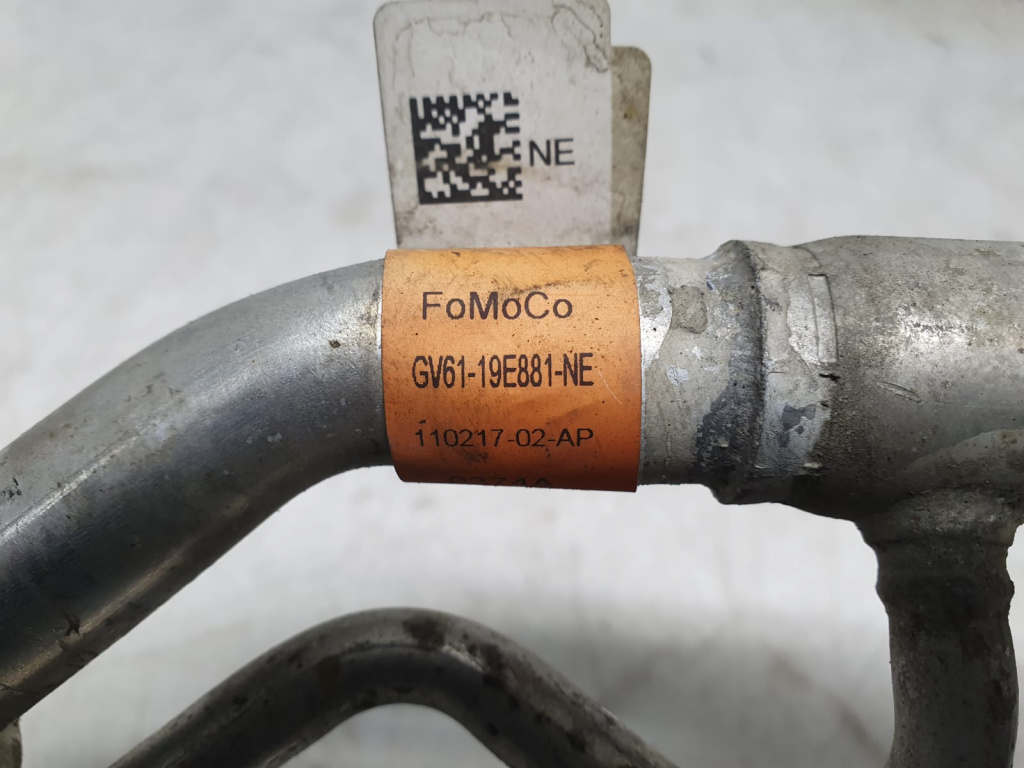 NE
FoMoCo
GV61-19E881-NE
110217-02-AP